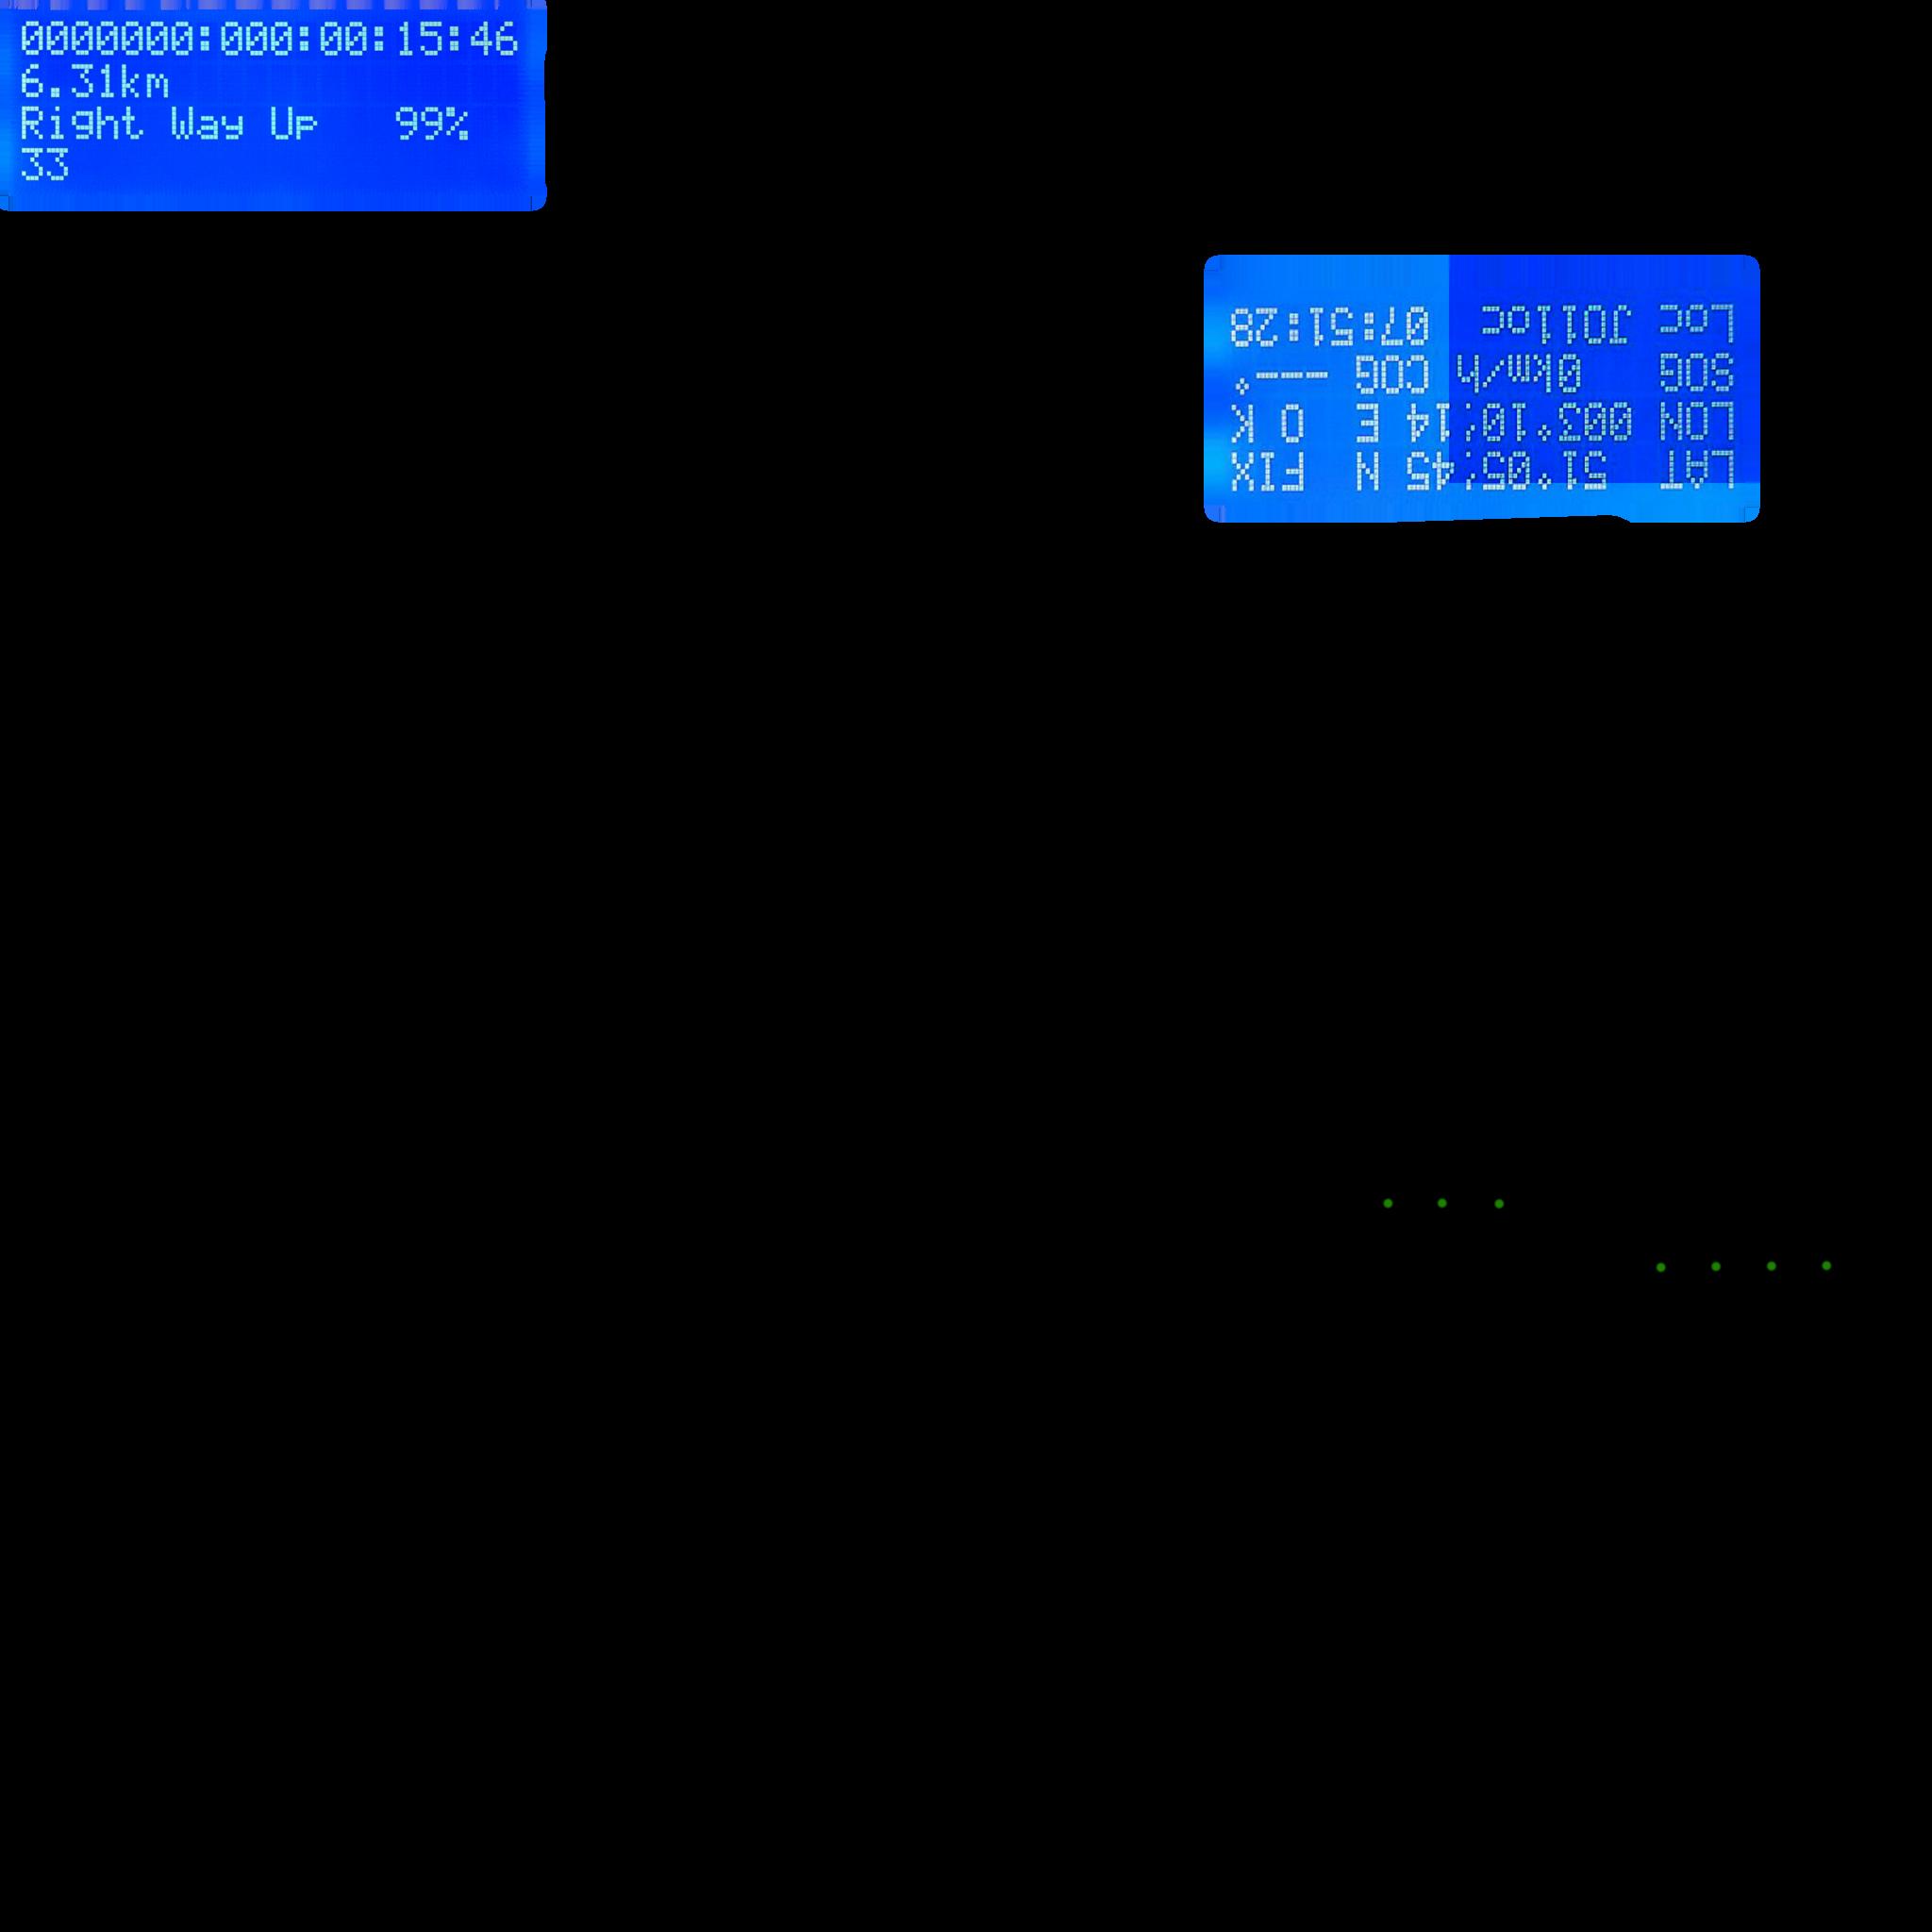 0000000:000:00:15:46
6.31km
Right Way Up 99%
33
LAT 51°05;45 N FIX
LON 003°10;14 E OK
SOG 0km/h COG ---°
Loc JO11oc 07:51:28